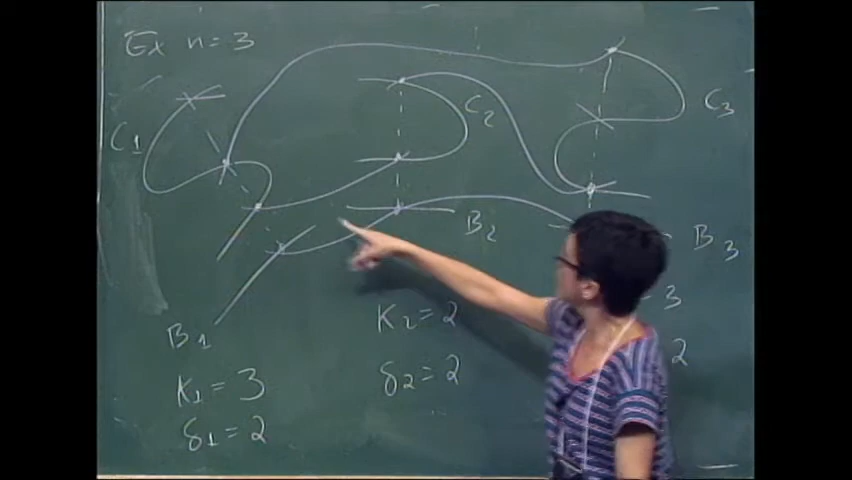 Ex n=3
C1
C2
C3
B1
B2
B3
K1=3
δ1=2
K2=2
δ2=2
3
2